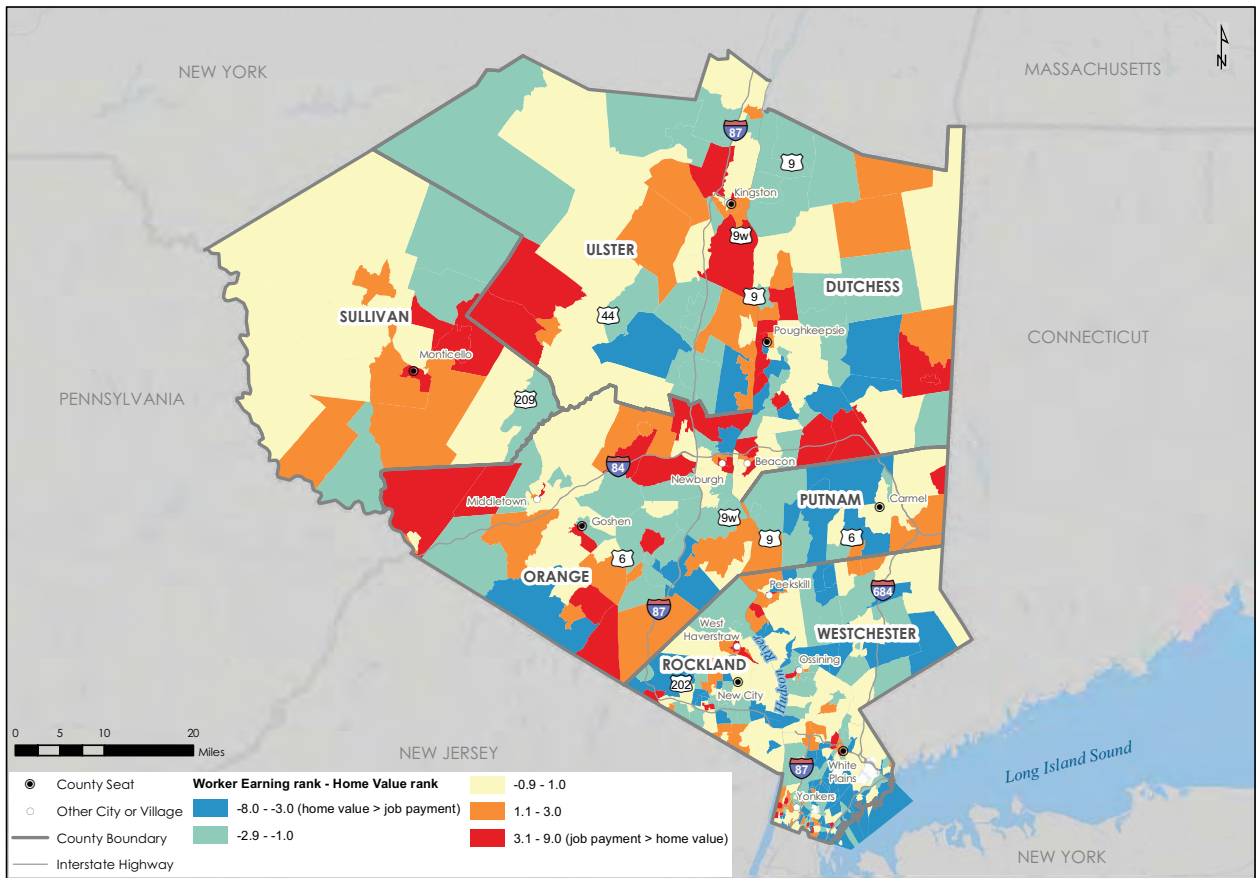 N
NEW YORK
MASSACHUSETTS
87
9
Kingston
9w
ULSTER
DUTCHESS
9
44
SULLIVAN
Poughkeepsie
CONNECTICUT
Monticello
PENNSYLVANIA
209
84
Beacon
Newburgh
PUTNAM
Carmel
Middletown
9w
Goshen
9
6
6
ORANGE
Peekskill
684
87
West
Haverstraw
WESTCHESTER
River
Hudson
Ossining
ROCKLAND
202
New City
0 5 10 20
Miles
NEW JERSEY
Long Island Sound
White
Plains
87
Yonkers
County Seat
Other City or Village
County Boundary
Interstate Highway
Worker Earning rank - Home Value rank
-8.0 - -3.0 (home value > job payment)
-2.9 - -1.0
-0.9 - 1.0
1.1 - 3.0
3.1 - 9.0 (job payment > home value)
NEW YORK